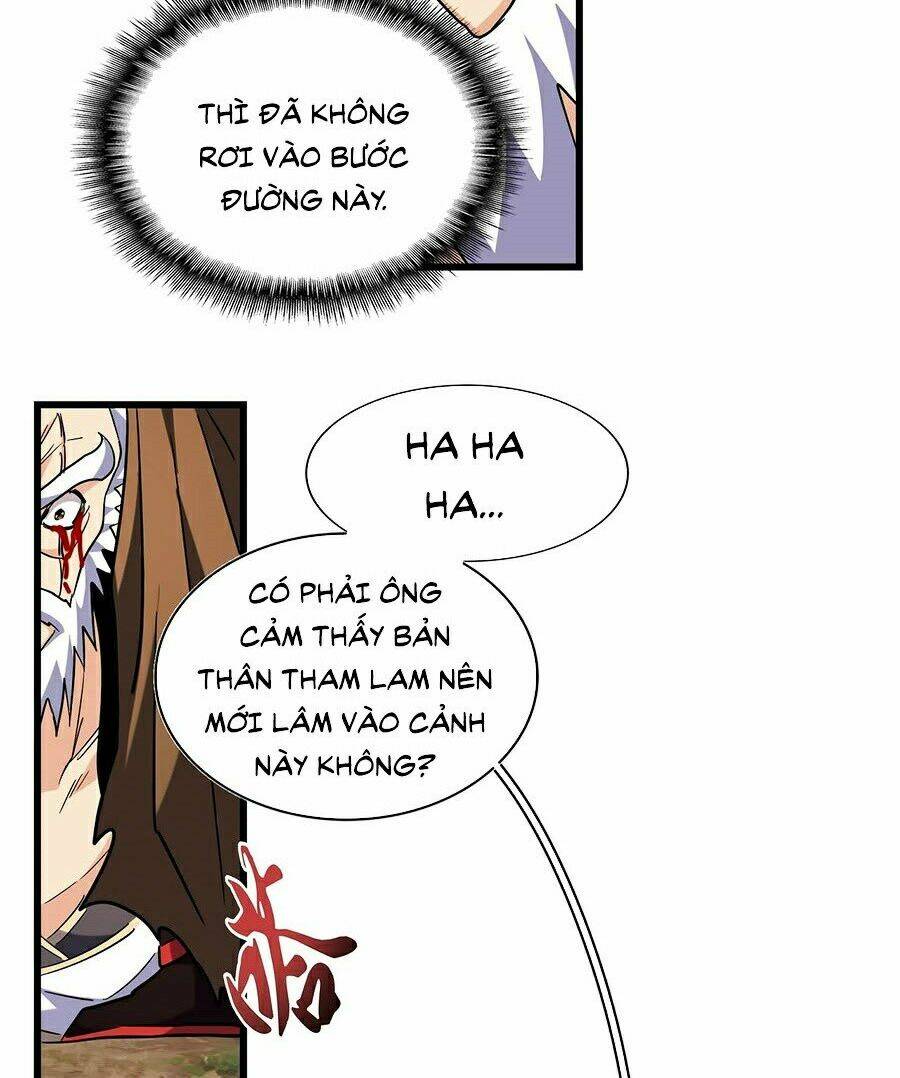 THÌ ĐÃ KHÔNG
RƠI VÀO BƯỚC
ĐƯỜNG NÀY.
HA HA
HA...
CÓ PHẢI ÔNG
CẢM THẤY BẢN
THÂN THAM LAM NÊN
MỚI LÂM VÀO CẢNH
NÀY KHÔNG?
哈